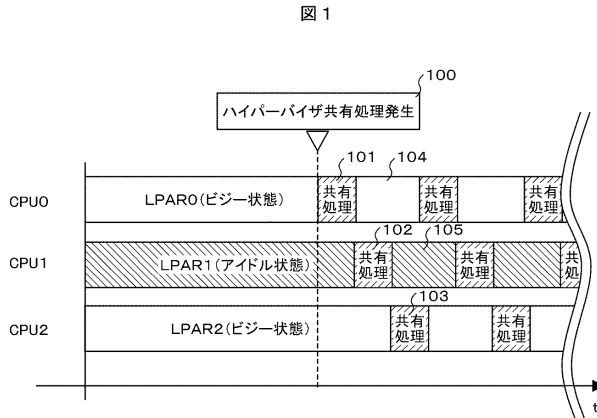 図1
100
ハイパーバイザ共有処理発生
101
104
CPU0
LPAR0(ビジー状態)
共有
処理
共有
処理
共有
処理
102
105
CPU1
LPAR1(アイドル状態)
共有
処理
共有
処理
共
処
103
CPU2
LPAR2(ビジー状態)
共有
処理
共有
処理
t